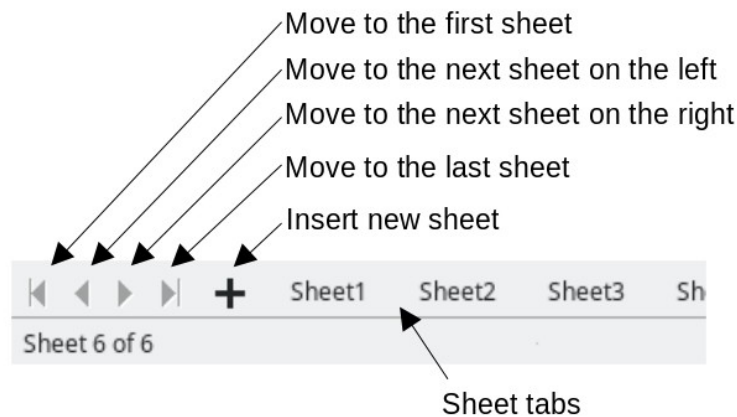 Move to the first sheet
Move to the next sheet on the left
Move to the next sheet on the right
Move to the last sheet
Insert new sheet
Sheet1 Sheet2 Sheet3 Sh
Sheet 6 of 6
Sheet tabs